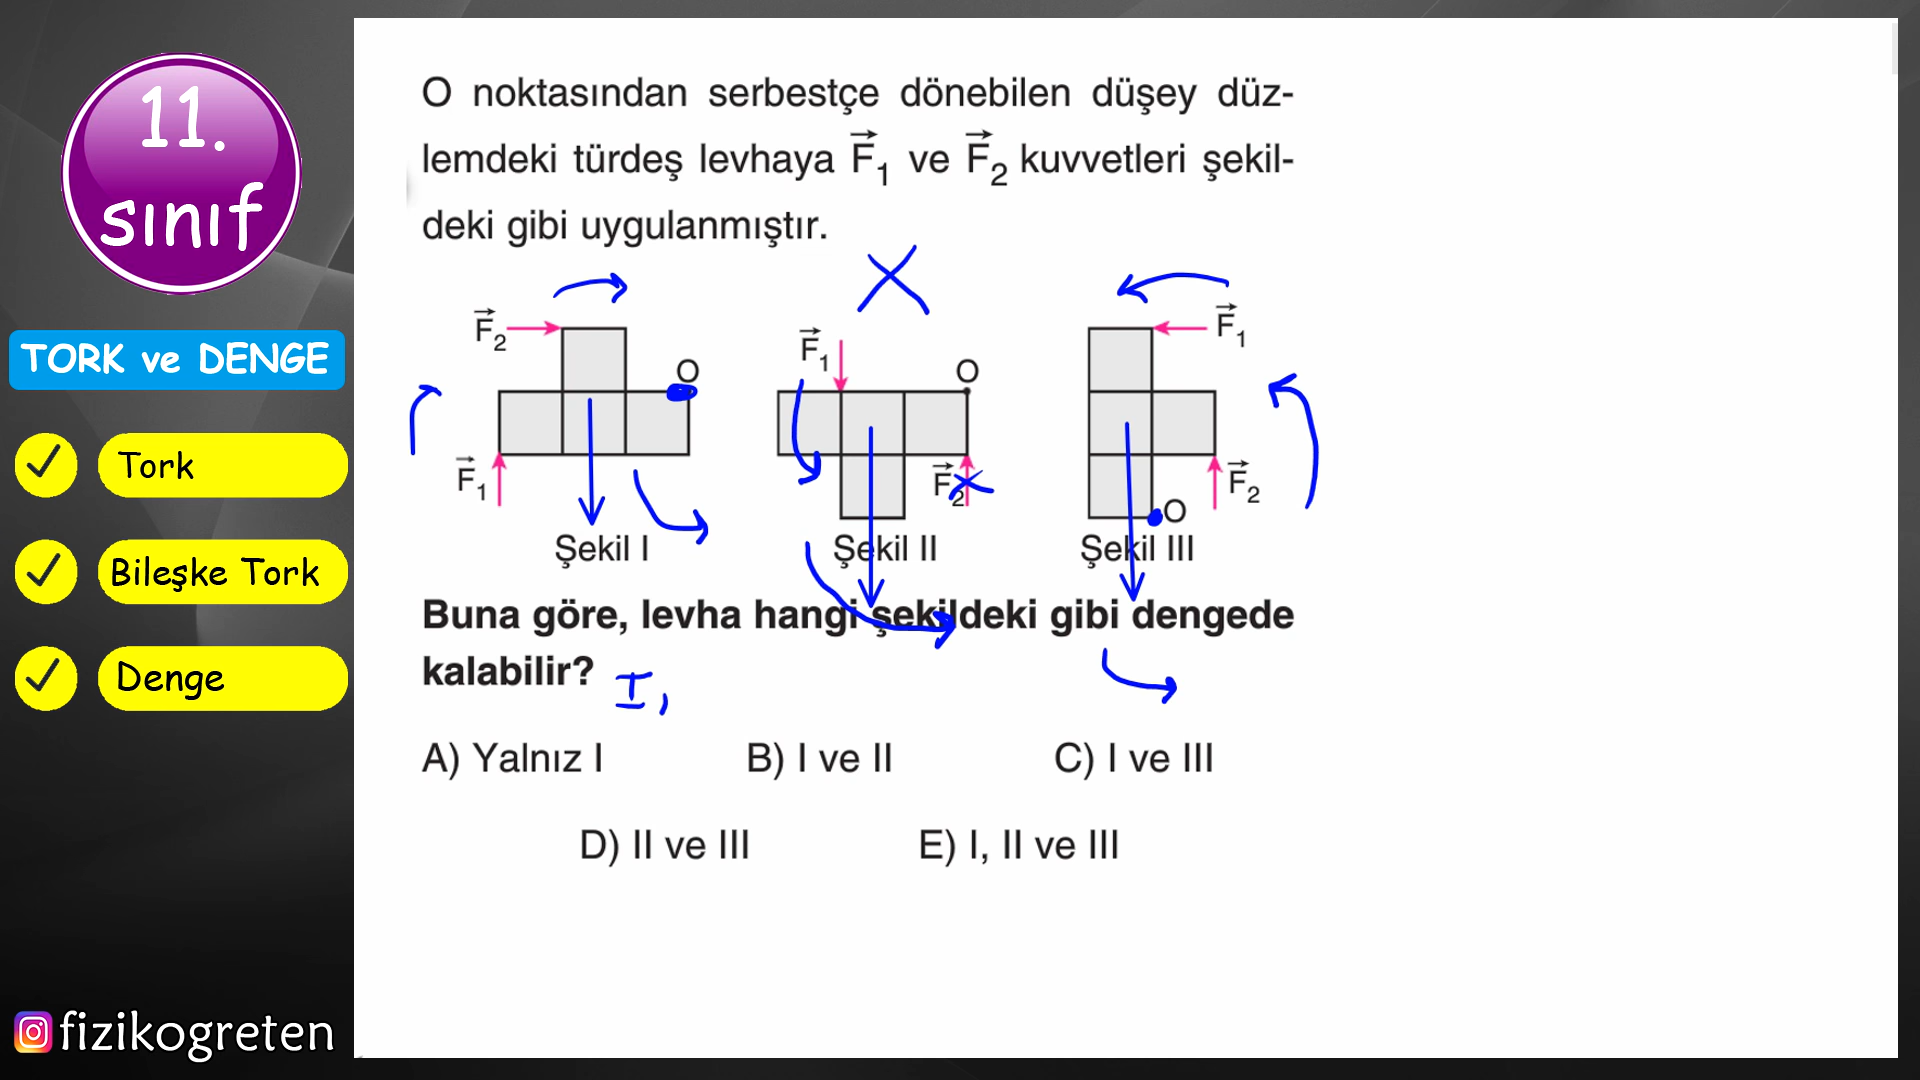 11.
sınıf
TORK ve DENGE
Tork
Bileşke Tork
Denge
fizikogreten
O noktasından serbestçe dönebilen düşey düz-
lemdeki türdeş levhaya F₁ ve F₂ kuvvetleri şekil-
deki gibi uygulanmıştır.
F₂ O F₁
Şekil I
F₁ O F₂
Şekil II
F₁ F₂ O
Şekil III
Buna göre, levha hangi şekildeki gibi dengede
kalabilir?
I,
A) Yalnız I B) I ve II C) I ve III
D) II ve III E) I, II ve III